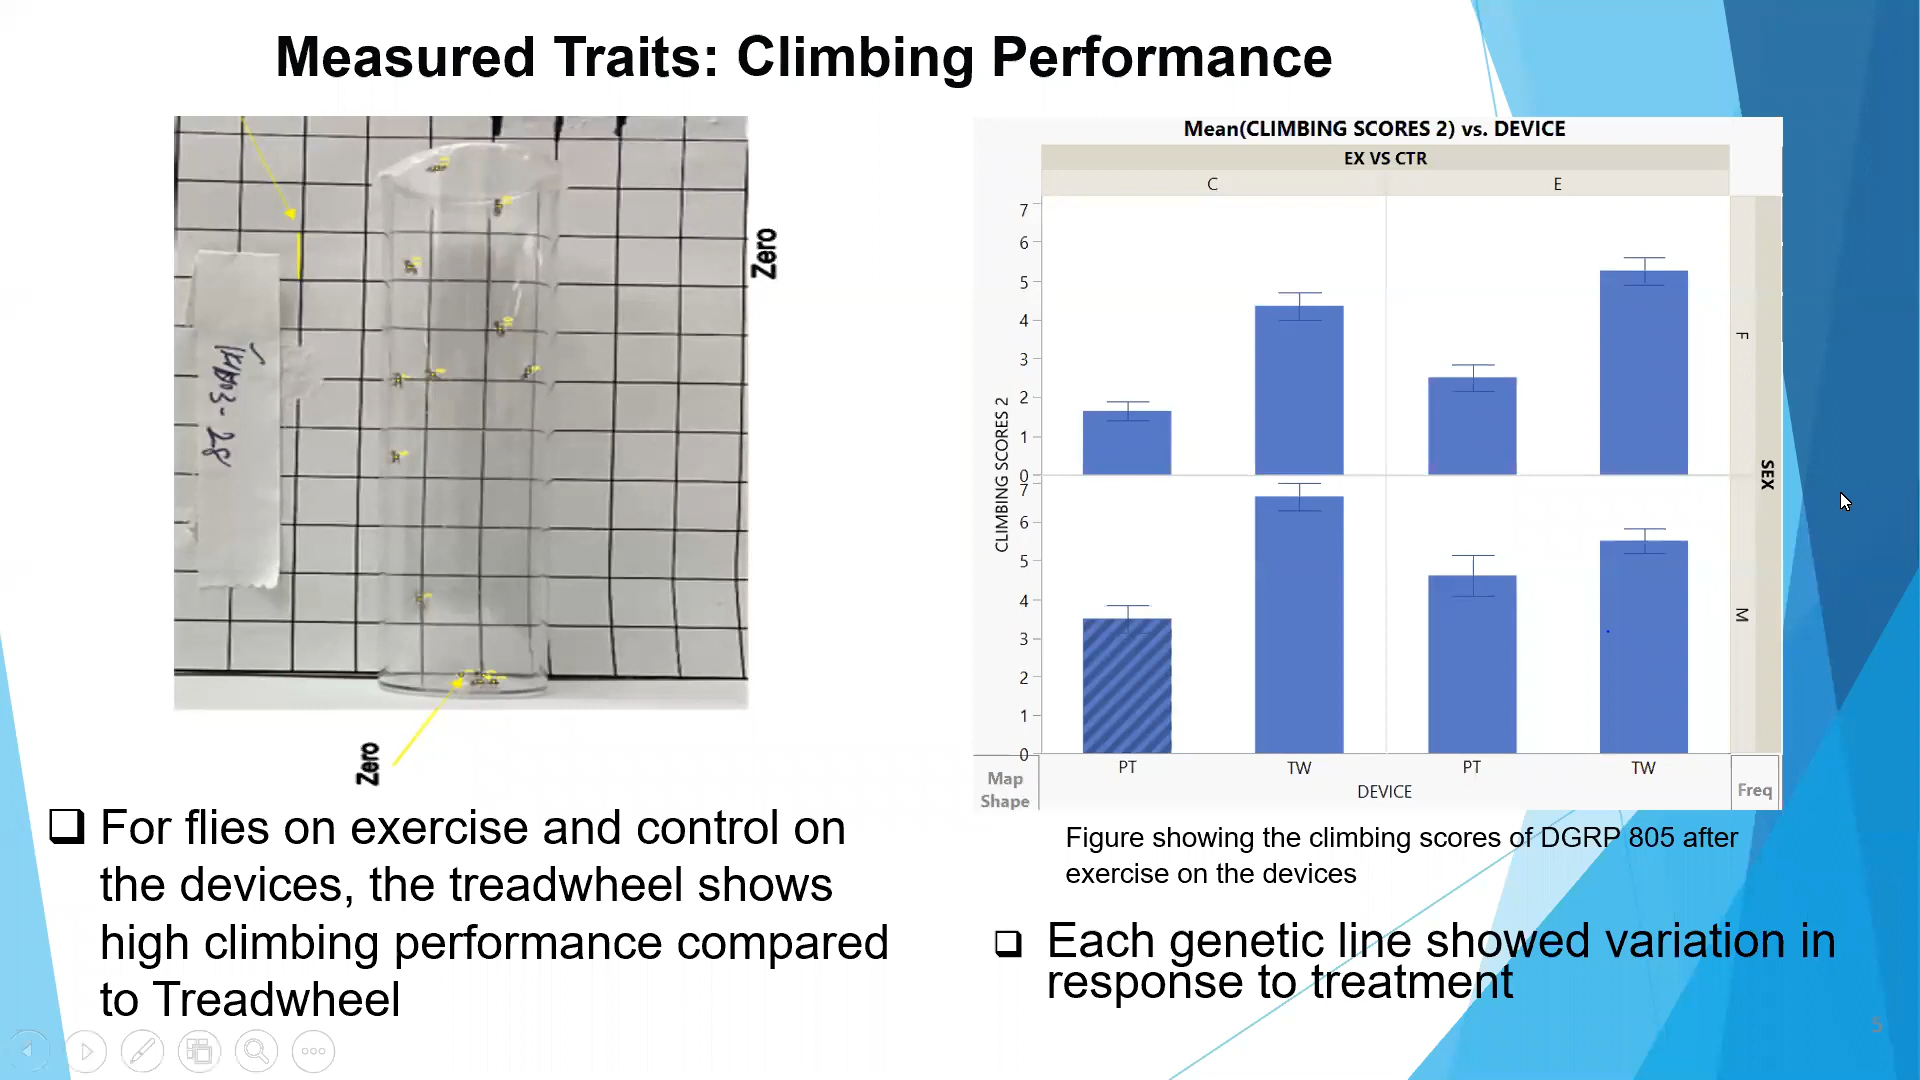 Measured Traits: Climbing Performance
Zero
Zero
Mean(CLIMBING SCORES 2) vs. DEVICE
EX VS CTR
C
E
7
6
5
4
3
2
1
0
F
7
6
5
4
3
2
1
0
M
CLIMBING SCORES 2
SEX
PT
TW
PT
TW
DEVICE
Map
Shape
Freq
For flies on exercise and control on
the devices, the treadwheel shows
high climbing performance compared
to Treadwheel
Figure showing the climbing scores of DGRP 805 after
exercise on the devices
Each genetic line showed variation in
response to treatment
5